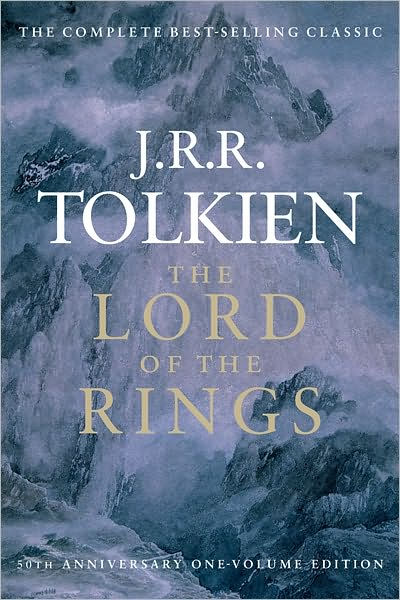 THE COMPLETE BEST-SELLING CLASSIC
J.R.R.
TOLKIEN
THE
LORD
OF THE
RINGS
50TH ANNIVERSARY ONE-VOLUME EDITION